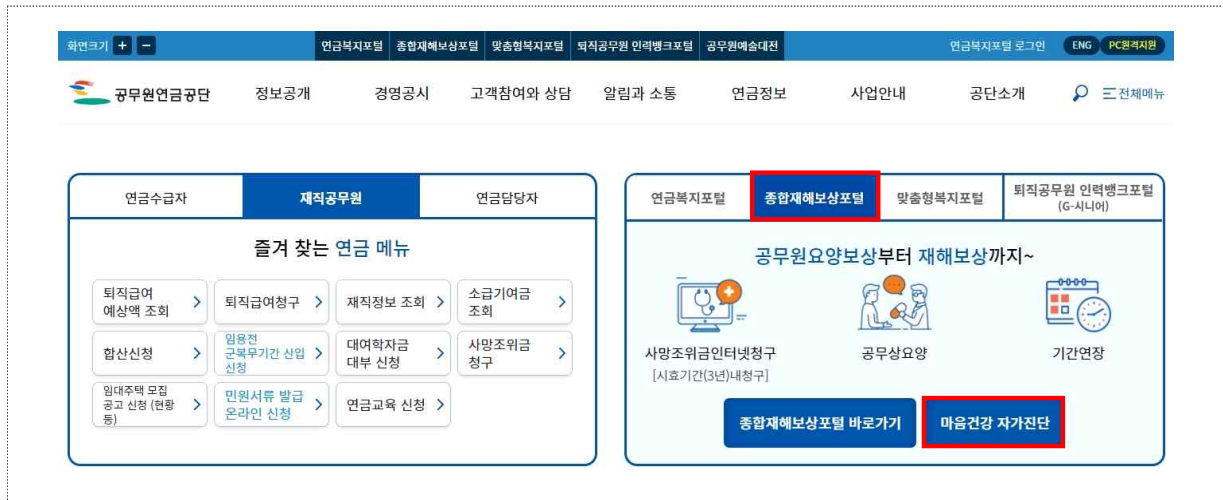 화면크기 + −
연금복지포털 종합재해보상포털 맞춤형복지포털 퇴직공무원 인력뱅크포털 공무원예술대전
연금복지포털 로그인 ENG PC원격지원
공무원연금공단 정보공개 경영공시 고객참여와 상담 알림과 소통 연금정보 사업안내 공단소개 전체메뉴
연금수급자 재직공무원 연금담당자
즐겨 찾는 연금 메뉴
퇴직급여
예상액 조회
퇴직급여청구
재직정보 조회
소급기여금
조회
합산신청
임용전
군복무기간 산입
신청
대여학자금
대부 신청
사망조위금
청구
임대주택 모집
공고 신청 (현황
등)
민원서류 발급
온라인 신청
연금교육 신청
연금복지포털 종합재해보상포털 맞춤형복지포털
퇴직공무원 인력뱅크포털
(G-시니어)
공무원요양보상부터 재해보상까지~
사망조위금인터넷청구
[시효기간(3년)내청구]
공무상요양
기간연장
종합재해보상포털 바로가기
마음건강 자가진단